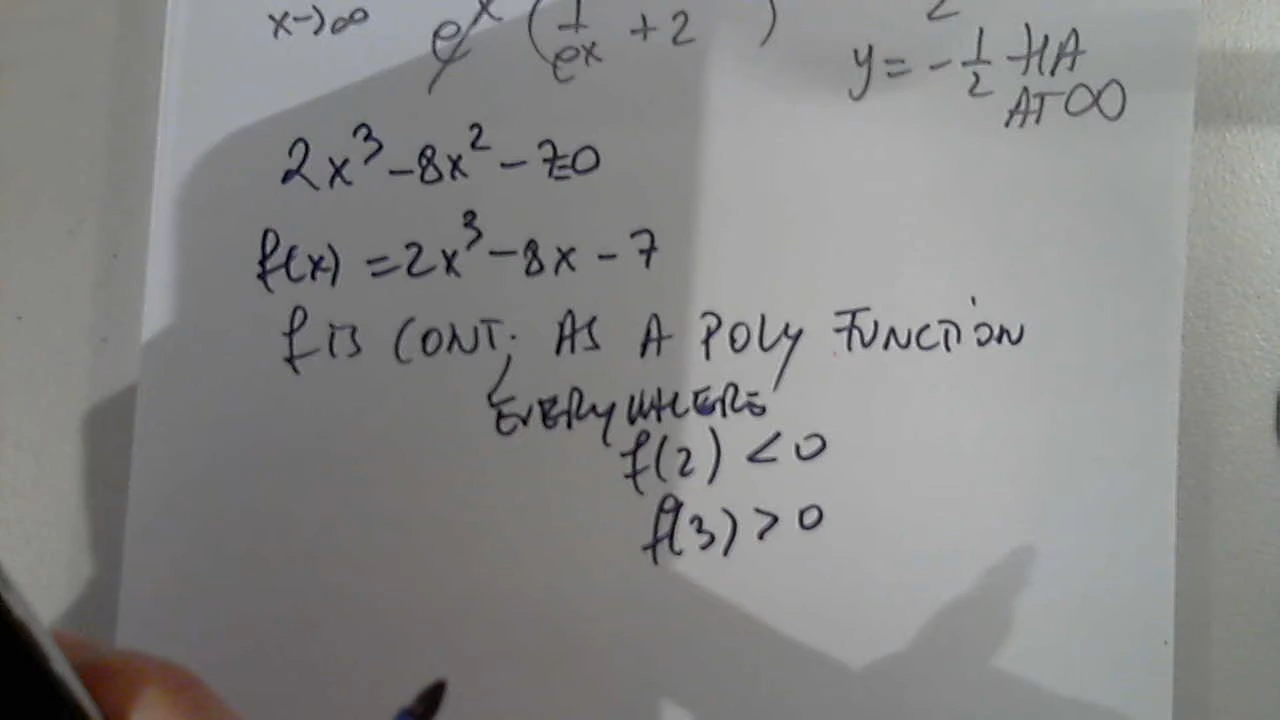 x→∞ e^x (1/e^x + 2 )
y = -1/2 HA
AT ∞
2x³ - 8x² - 7=0
f(x) = 2x³ - 8x - 7
f IS CONT, AS A POLY FUNCTION
EVERYWHERE
f(2) < 0
f(3) > 0